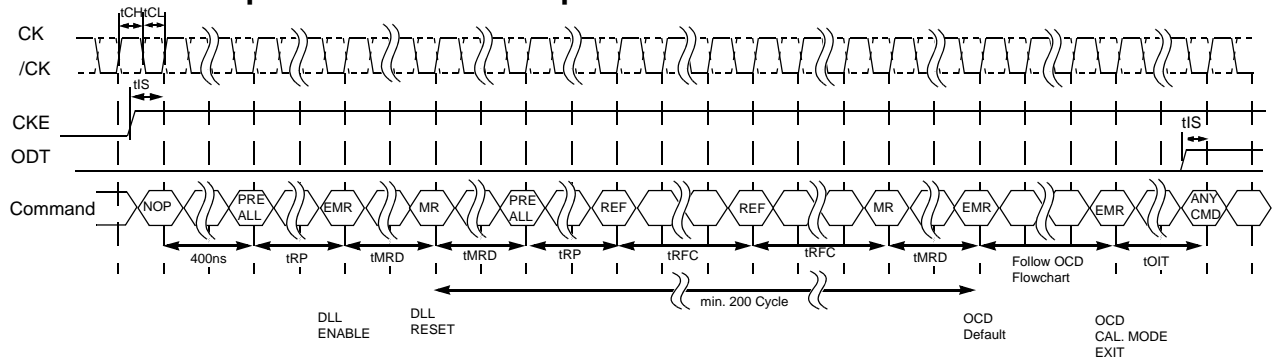 tCH tCL
CK
/CK
tIS
CKE
tIS
ODT
Command
NOP
PRE
ALL
EMR
MR
PRE
ALL
REF
REF
MR
EMR
EMR
ANY
CMD
400ns
tRP
tMRD
tMRD
tRP
tRFC
tRFC
tMRD
Follow OCD
Flowchart
tOIT
min. 200 Cycle
DLL
ENABLE
DLL
RESET
OCD
Default
OCD
CAL. MODE
EXIT